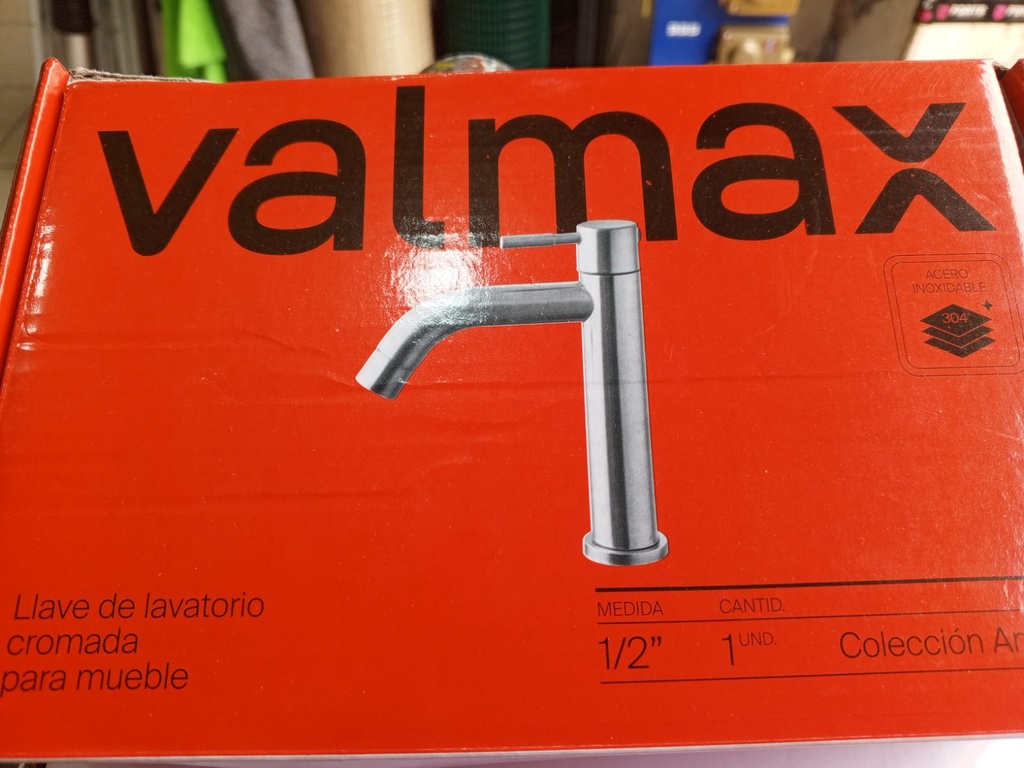 valmax
ACERO
INOXIDABLE
304
Llave de lavatorio
cromada
para mueble
MEDIDA CANTID.
1/2" 1 UND. Colección